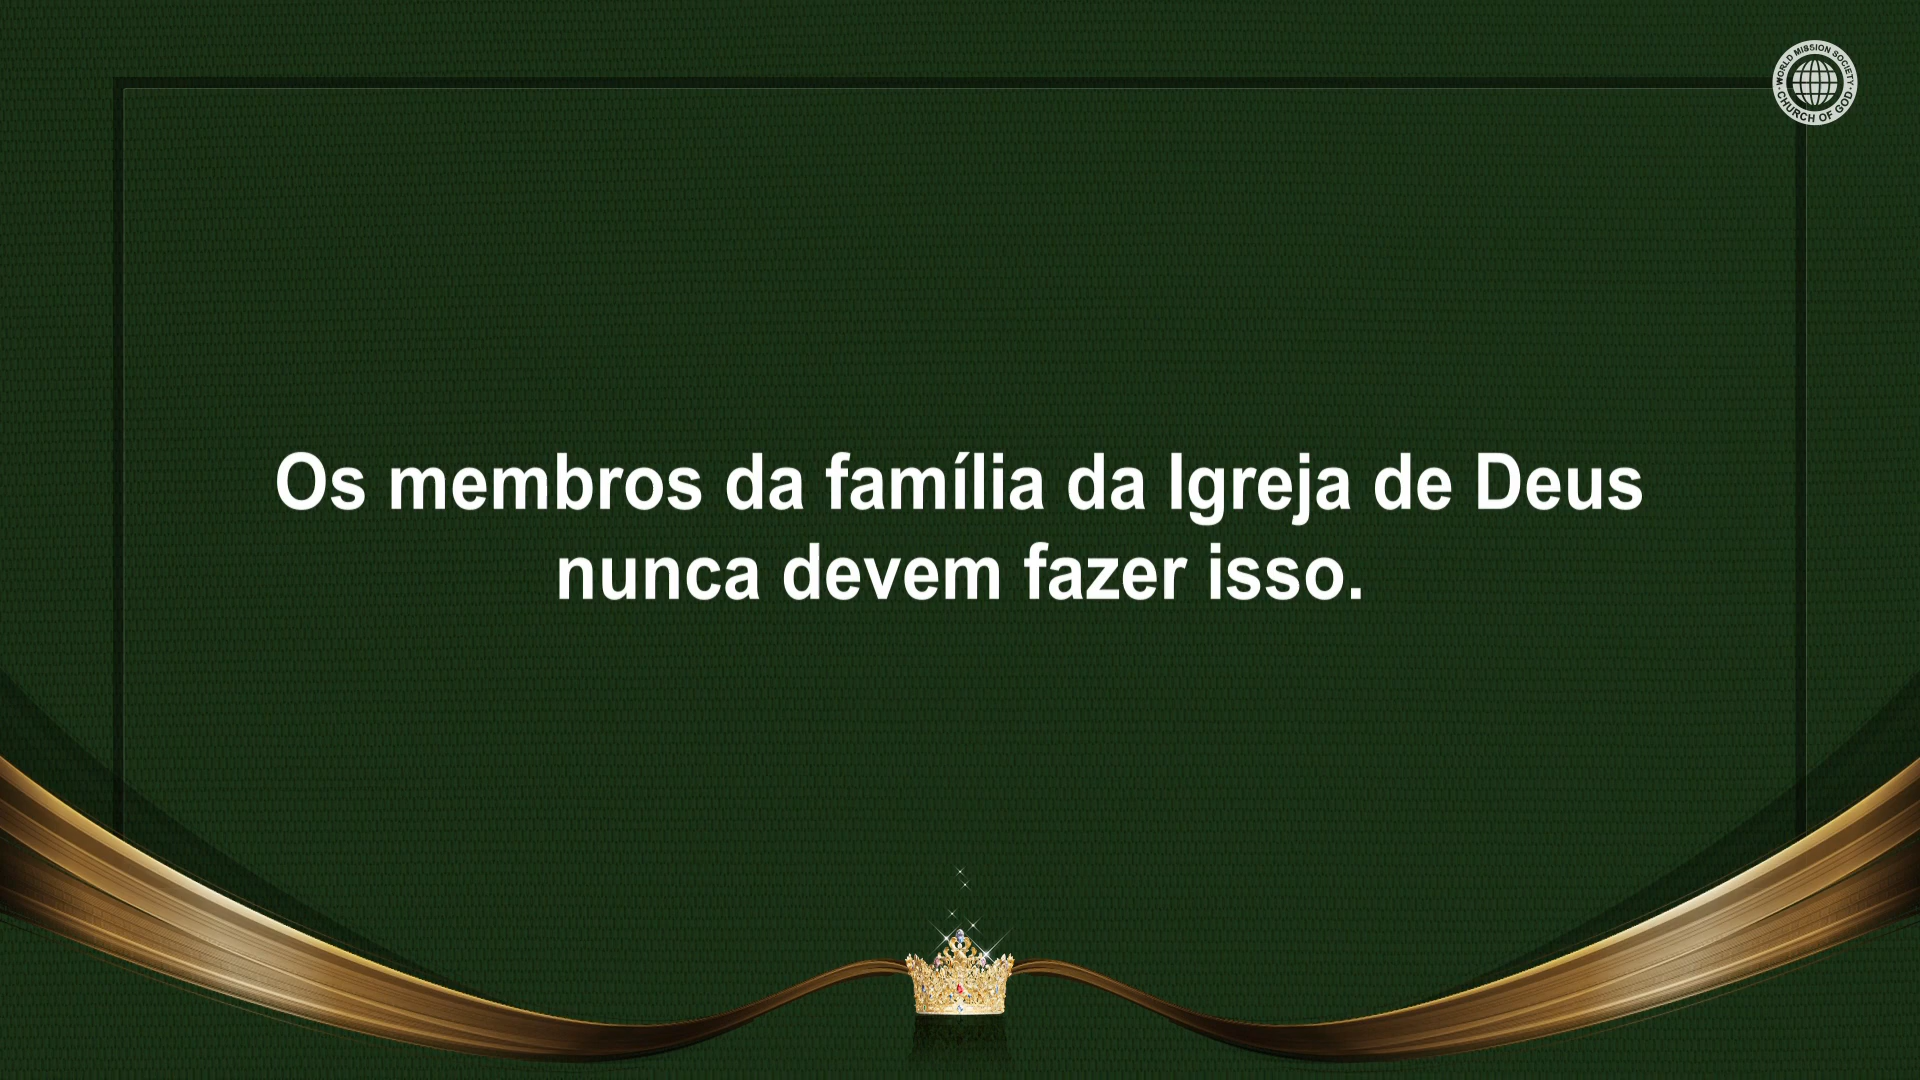 WORLD MISSION SOCIETY
CHURCH OF GOD
Os membros da família da Igreja de Deus
nunca devem fazer isso.